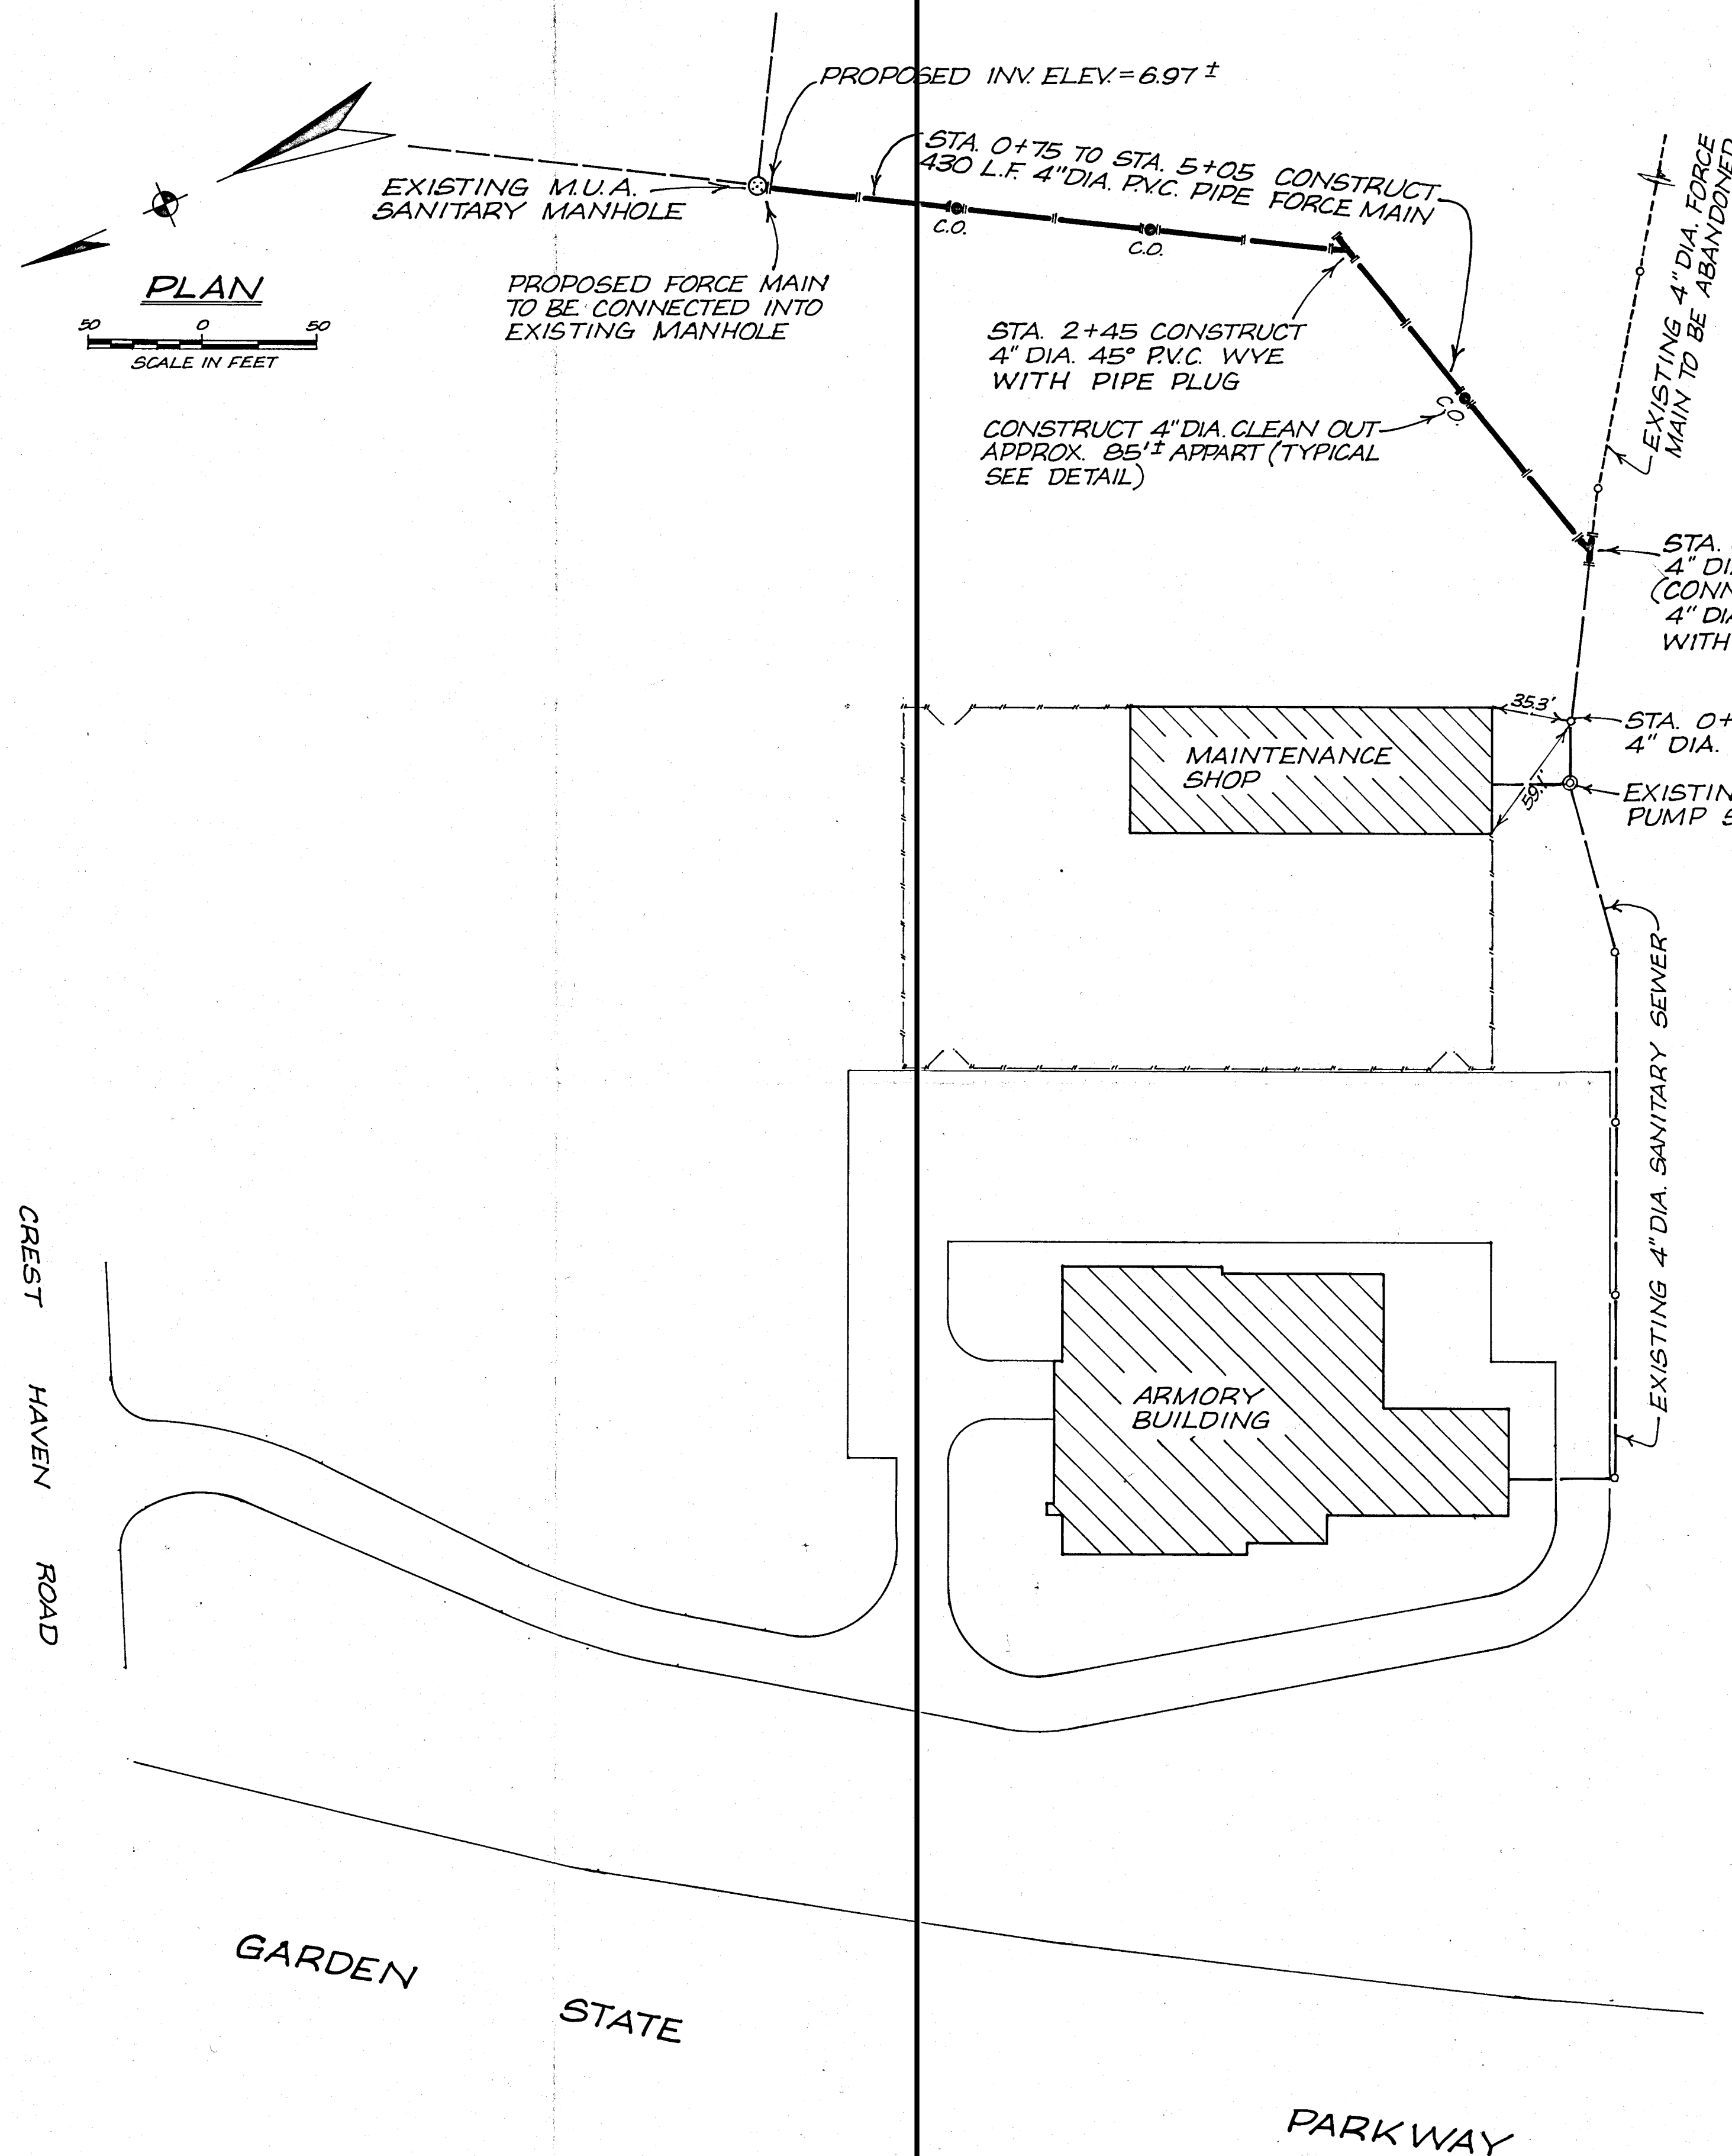 PROPOSED INV. ELEV. = 6.97 ±
STA. 0+75 TO STA. 5+05 CONSTRUCT
430 L.F. 4" DIA. P.V.C. PIPE FORCE MAIN
EXISTING M.U.A.
SANITARY MANHOLE
C.O.
C.O.
PLAN
50 0 50
SCALE IN FEET
PROPOSED FORCE MAIN
TO BE CONNECTED INTO
EXISTING MANHOLE
STA. 2+45 CONSTRUCT
4" DIA. 45° P.V.C. WYE
WITH PIPE PLUG
C.O.
CONSTRUCT 4" DIA. CLEAN OUT
APPROX. 85'± APPART (TYPICAL
SEE DETAIL)
EXISTING 4" DIA. FORCE
MAIN TO BE ABANDONED
STA.
4" DI
(CONN
4" DIA
WITH
35.3'
STA. 0+
4" DIA.
MAINTENANCE
SHOP
59.1'
EXISTIN
PUMP S
EXISTING 4" DIA. SANITARY SEWER
ARMORY
BUILDING
CREST HAVEN ROAD
GARDEN
STATE
PARKWAY